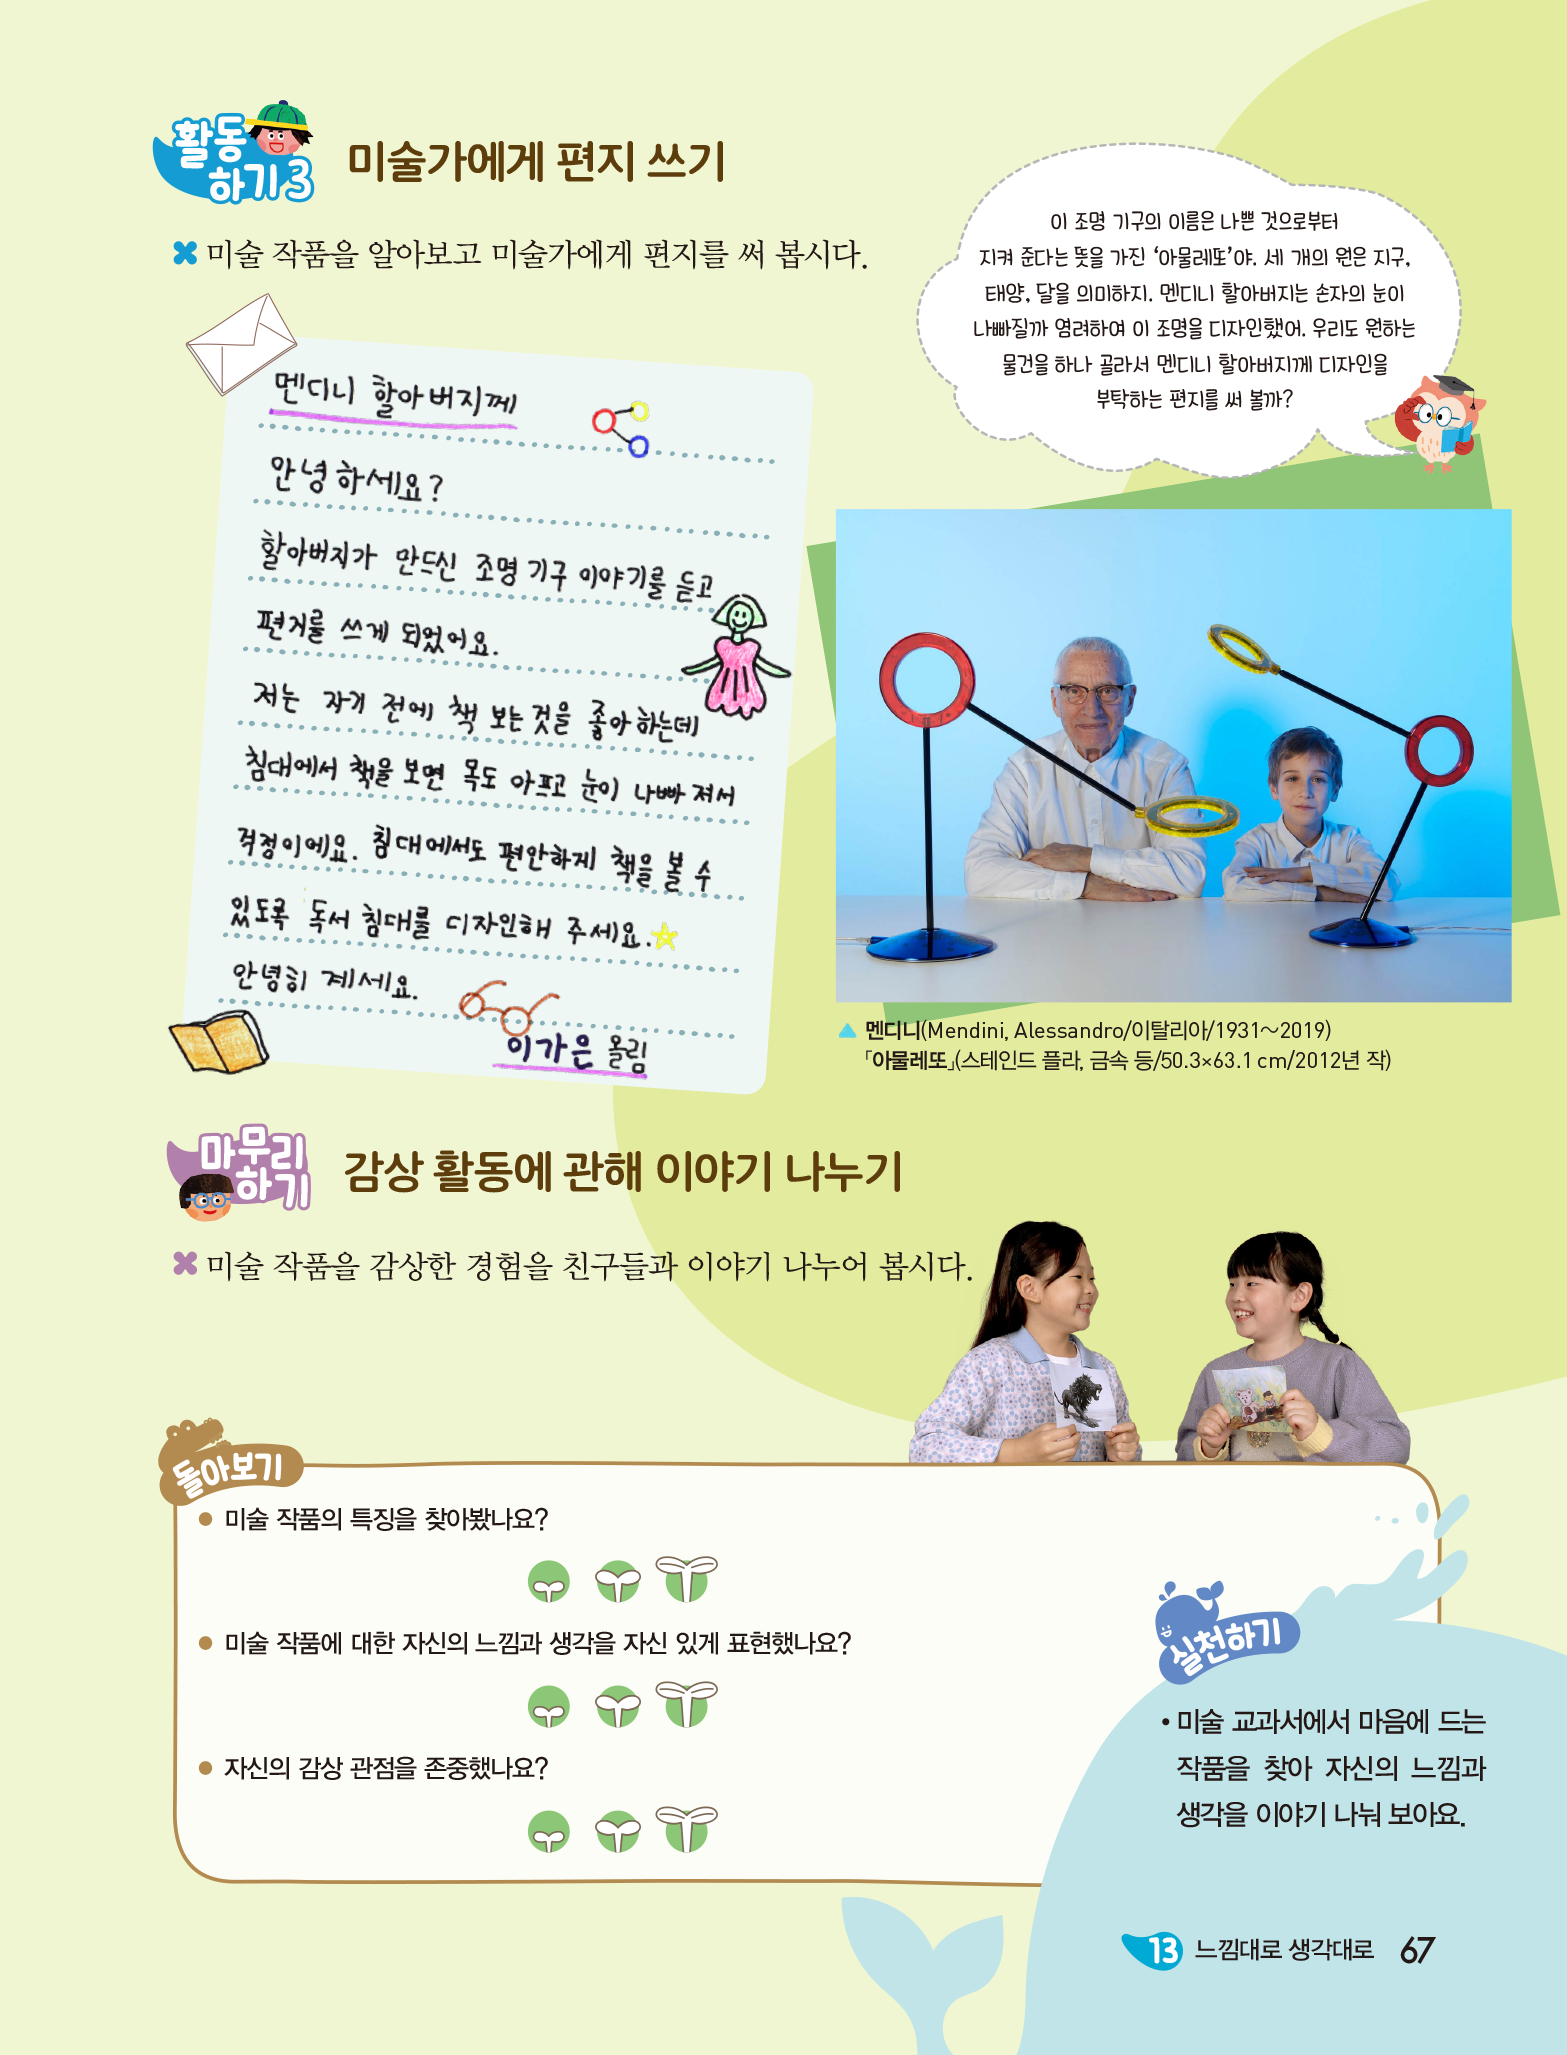 활동
하기 3
미술가에게 편지 쓰기
미술 작품을 알아보고 미술가에게 편지를 써 봅시다.
이 조명 기구의 이름은 나쁜 것으로부터
지켜 준다는 뜻을 가진 ‘아물레또’야. 세 개의 원은 지구,
태양, 달을 의미하지. 멘디니 할아버지는 손자의 눈이
나빠질까 염려하여 이 조명을 디자인했어. 우리도 원하는
물건을 하나 골라서 멘디니 할아버지께 디자인을
부탁하는 편지를 써 볼까?
멘디니 할아버지께
안녕하세요?
할아버지가 만드신 조명 기구 이야기를 듣고
편지를 쓰게 되었어요.
저는 자기 전에 책 보는 것을 좋아하는데
침대에서 책을 보면 목도 아프고 눈이 나빠져서
걱정이에요. 침대에서도 편안하게 책을 볼 수
있도록 독서 침대를 디자인해 주세요.
안녕히 계세요.
이가은 올림
멘디니(Mendini, Alessandro/이탈리아/1931~2019)
「아물레또」(스테인드 플라, 금속 등/50.3×63.1 cm/2012년 작)
마무리
하기
감상 활동에 관해 이야기 나누기
미술 작품을 감상한 경험을 친구들과 이야기 나누어 봅시다.
돌아보기
미술 작품의 특징을 찾아봤나요?
미술 작품에 대한 자신의 느낌과 생각을 자신 있게 표현했나요?
자신의 감상 관점을 존중했나요?
실천하기
• 미술 교과서에서 마음에 드는
작품을 찾아 자신의 느낌과
생각을 이야기 나눠 보아요.
13 느낌대로 생각대로 67